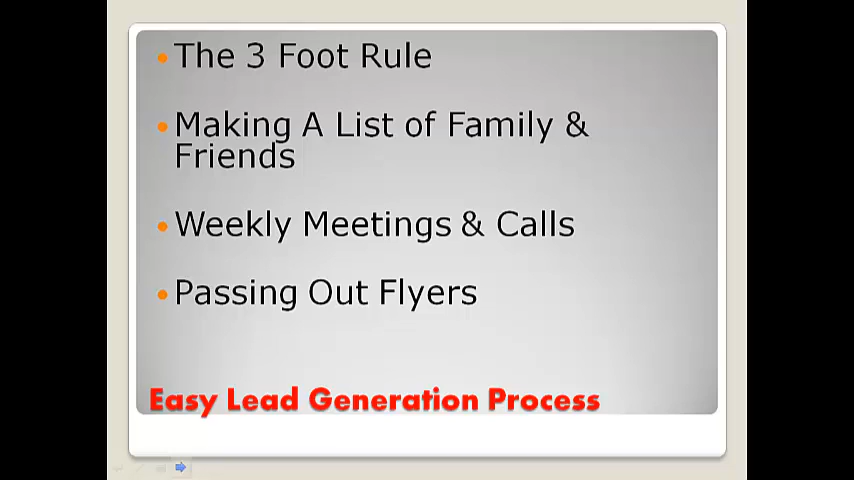 The 3 Foot Rule
Making A List of Family &
Friends
Weekly Meetings & Calls
Passing Out Flyers
Easy Lead Generation Process